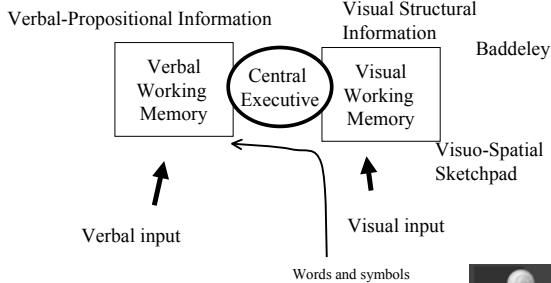 Verbal-Propositional Information
Visual Structural
Information
Baddeley
Verbal
Working
Memory
Central
Executive
Visual
Working
Memory
Visuo-Spatial
Sketchpad
Verbal input
Visual input
Words and symbols